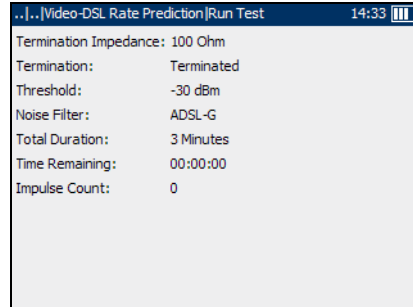 ..|..|Video-DSL Rate Prediction|Run Test 14:33
Termination Impedance: 100 Ohm
Termination: Terminated
Threshold: -30 dBm
Noise Filter: ADSL-G
Total Duration: 3 Minutes
Time Remaining: 00:00:00
Impulse Count: 0